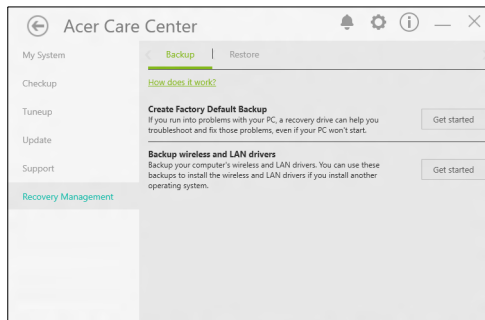 Acer Care Center
My System
Backup
Restore
Checkup
How does it work?
Tuneup
Create Factory Default Backup
If you run into problems with your PC, a recovery drive can help you
troubleshoot and fix those problems, even if your PC won't start.
Get started
Update
Backup wireless and LAN drivers
Backup your computer's wireless and LAN drivers. You can use these
backups to install the wireless and LAN drivers if you install another
operating system.
Get started
Support
Recovery Management